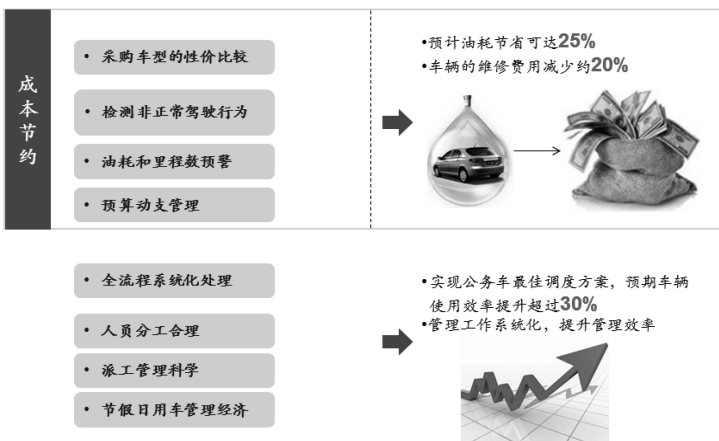 成本节约
• 采购车型的性价比较
• 检测非正常驾驶行为
• 油耗和里程数预警
• 预算动支管理
•预计油耗节省可达25%
•车辆的维修费用减少约20%
• 全流程系统化处理
• 人员分工合理
• 派工管理科学
• 节假日用车管理经济
•实现公务车最佳调度方案，预期车辆
使用效率提升超过30%
•管理工作系统化，提升管理效率